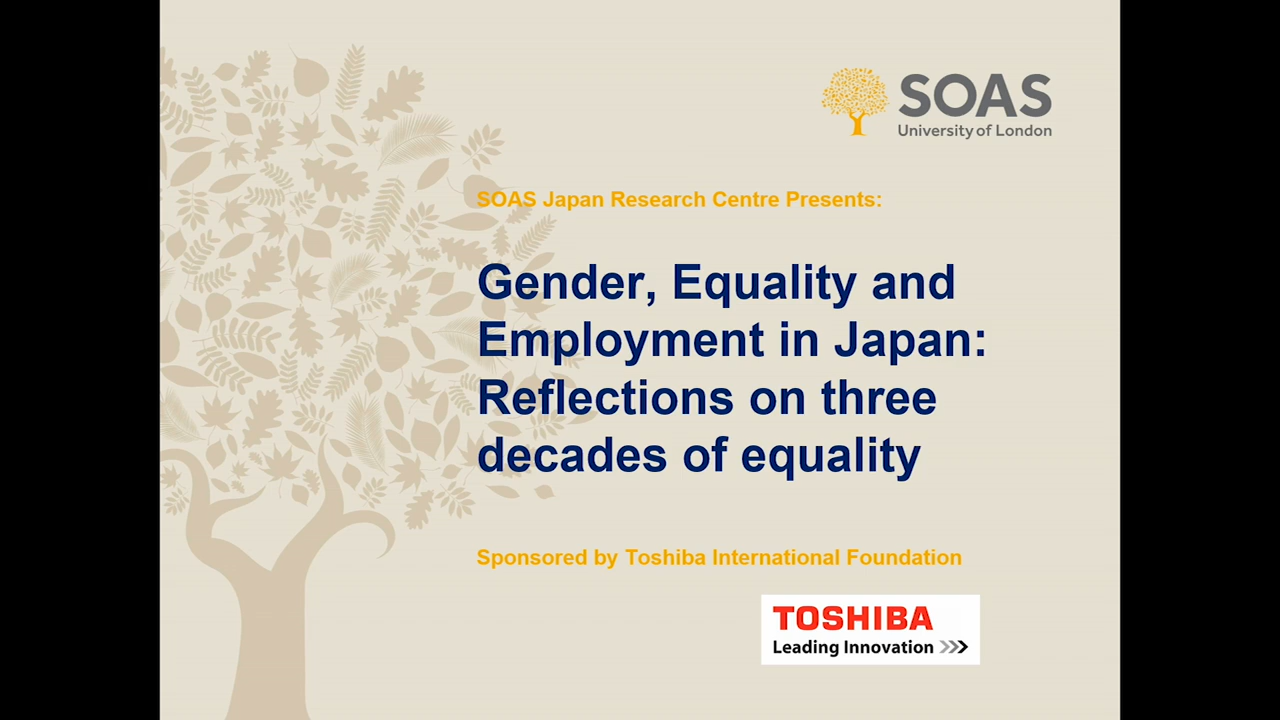 SOAS
University of London
SOAS Japan Research Centre Presents:
Gender, Equality and
Employment in Japan:
Reflections on three
decades of equality
Sponsored by Toshiba International Foundation
TOSHIBA
Leading Innovation